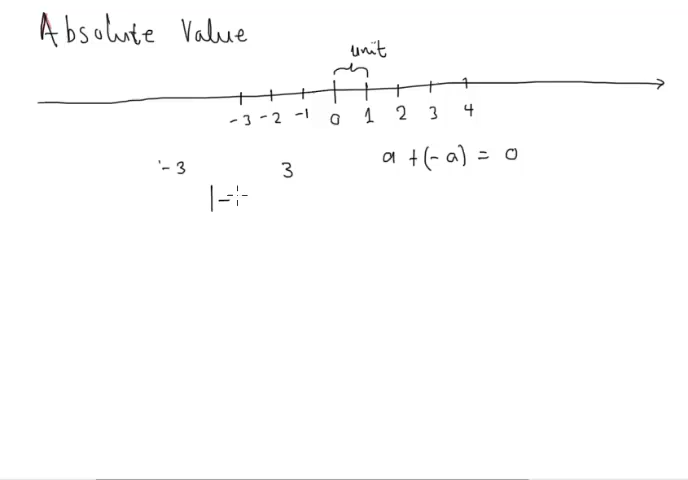 Absolute Value
unit
-3 -2 -1 0 1 2 3 4
-3 3 a + (-a) = 0
|-